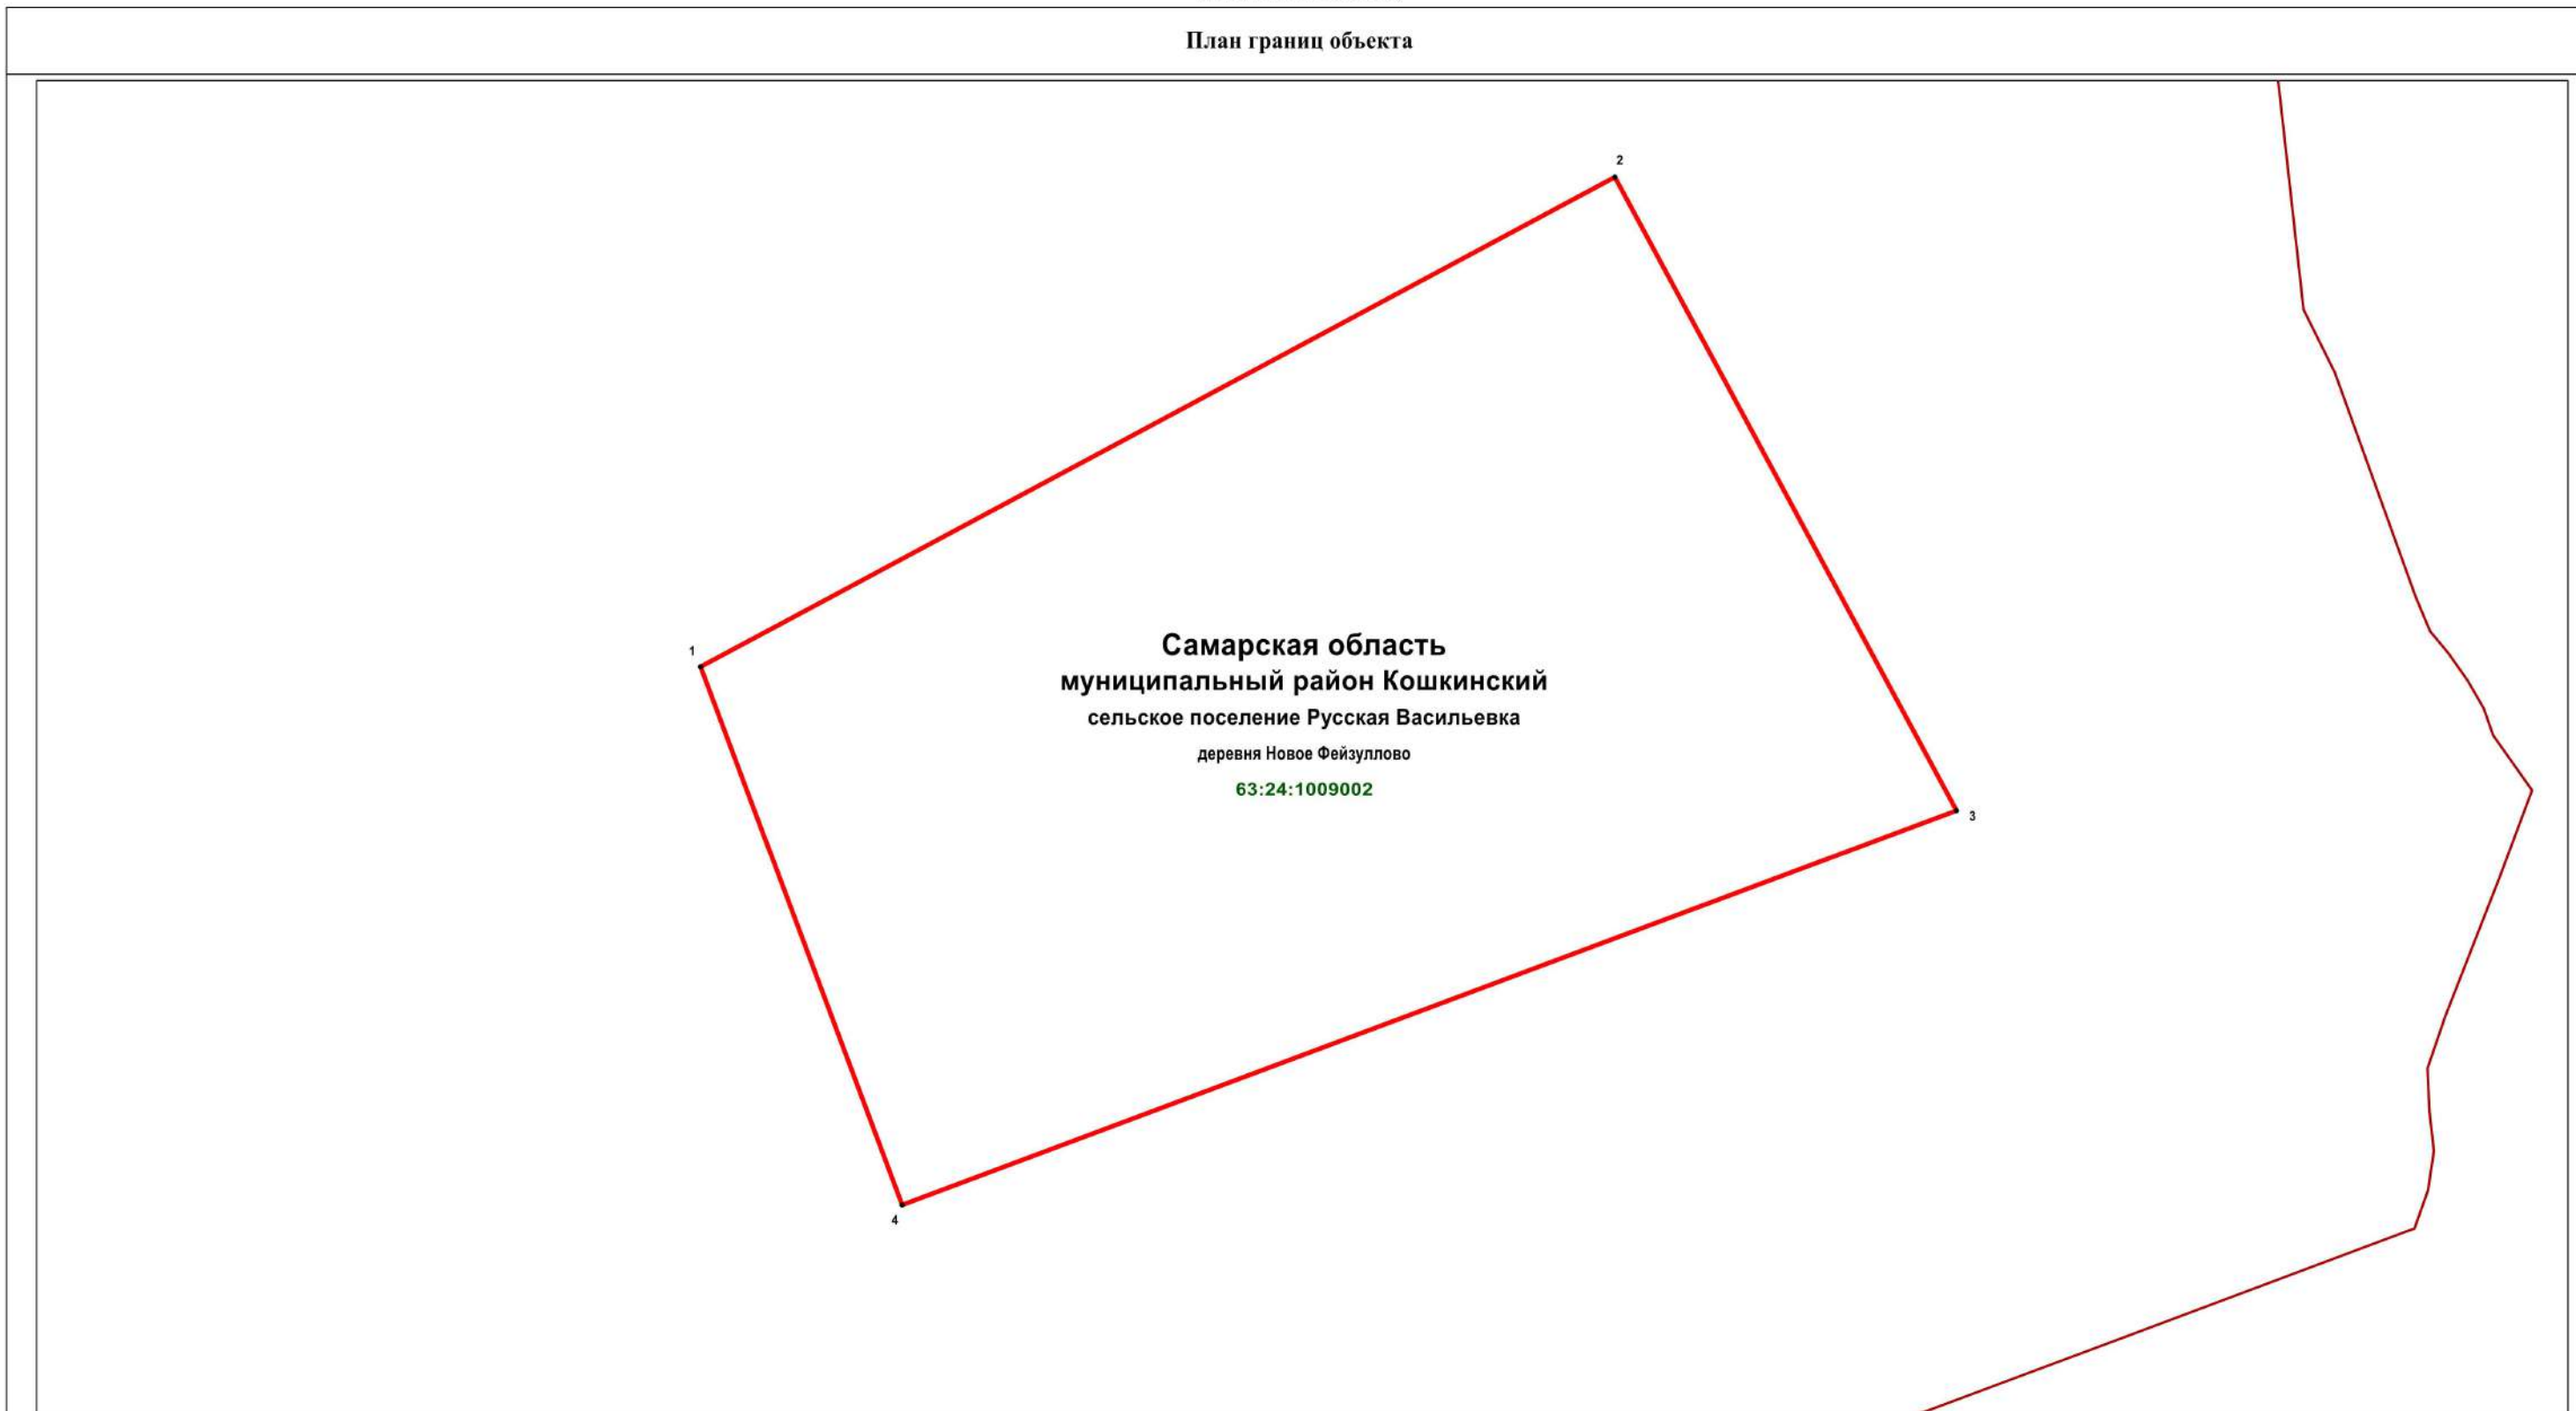 План границ объекта
2
1
Самарская область
муниципальный район Кошкинский
сельское поселение Русская Васильевка
деревня Новое Фейзуллово
63:24:1009002
3
4